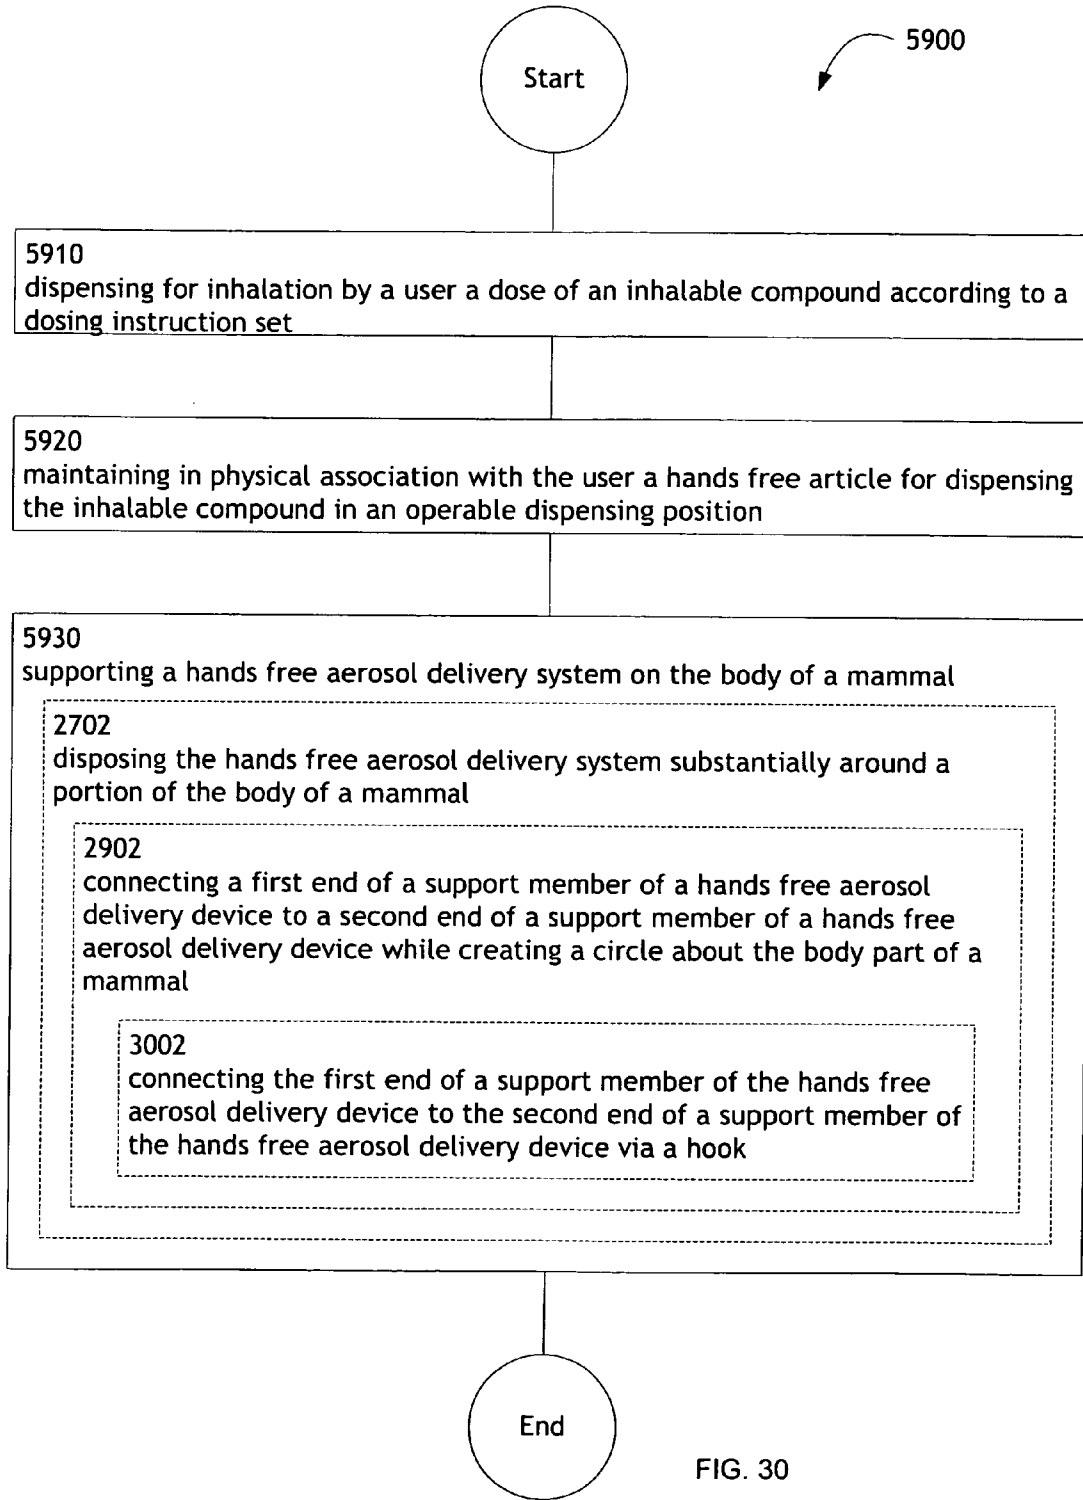 Start
5900
5910
dispensing for inhalation by a user a dose of an inhalable compound according to a
dosing instruction set
5920
maintaining in physical association with the user a hands free article for dispensing
the inhalable compound in an operable dispensing position
5930
supporting a hands free aerosol delivery system on the body of a mammal
2702
disposing the hands free aerosol delivery system substantially around a
portion of the body of a mammal
2902
connecting a first end of a support member of a hands free aerosol
delivery device to a second end of a support member of a hands free
aerosol delivery device while creating a circle about the body part of a
mammal
3002
connecting the first end of a support member of the hands free
aerosol delivery device to the second end of a support member of
the hands free aerosol delivery device via a hook
End
FIG. 30